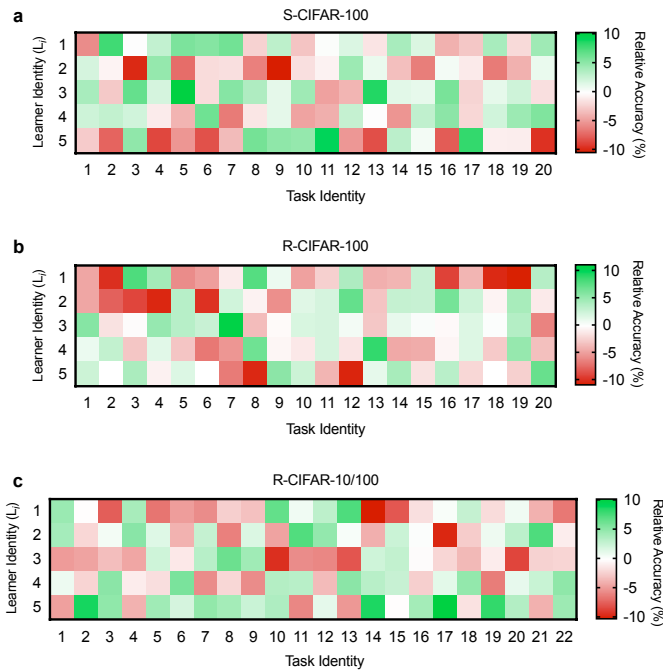 a
S-CIFAR-100
Learner Identity (Li)
1
2
3
4
5
1 2 3 4 5 6 7 8 9 10 11 12 13 14 15 16 17 18 19 20
Task Identity
10
5
0
-5
-10
Relative Accuracy (%)
b
R-CIFAR-100
Learner Identity (Li)
1
2
3
4
5
1 2 3 4 5 6 7 8 9 10 11 12 13 14 15 16 17 18 19 20
Task Identity
10
5
0
-5
-10
Relative Accuracy (%)
c
R-CIFAR-10/100
Learner Identity (Li)
1
2
3
4
5
1 2 3 4 5 6 7 8 9 10 11 12 13 14 15 16 17 18 19 20 21 22
Task Identity
10
5
0
-5
-10
Relative Accuracy (%)